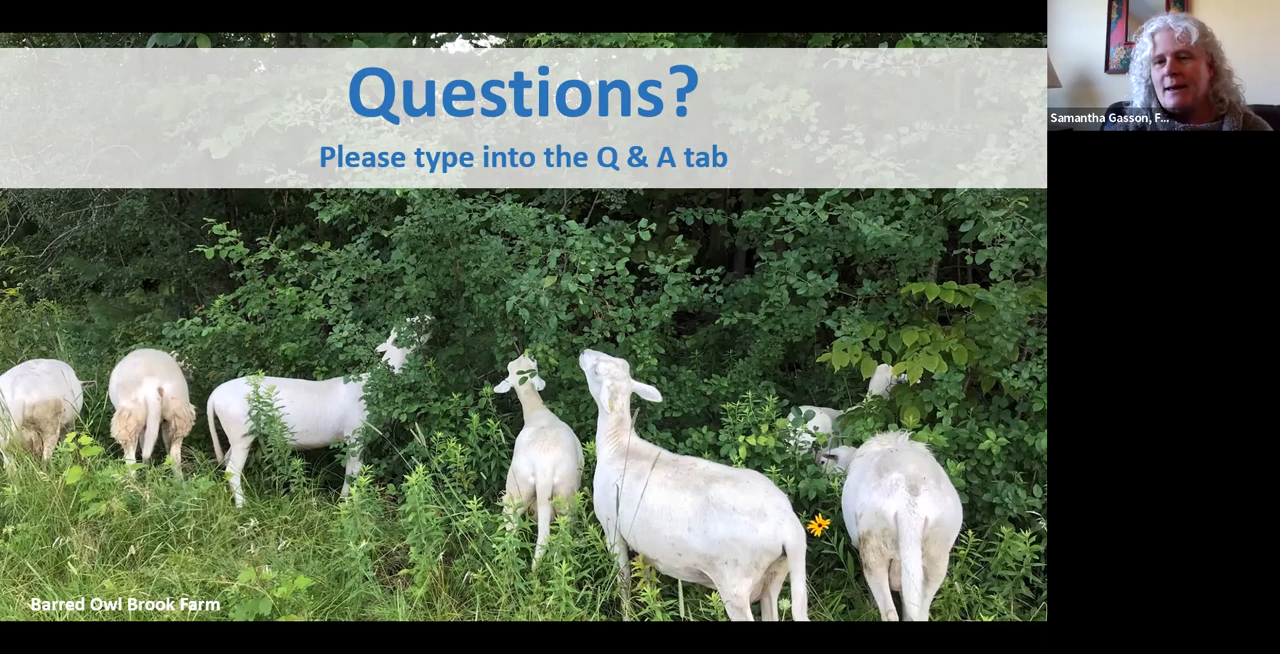 Questions?
Please type into the Q & A tab
Samantha Gasson, F...
Barred Owl Brook Farm